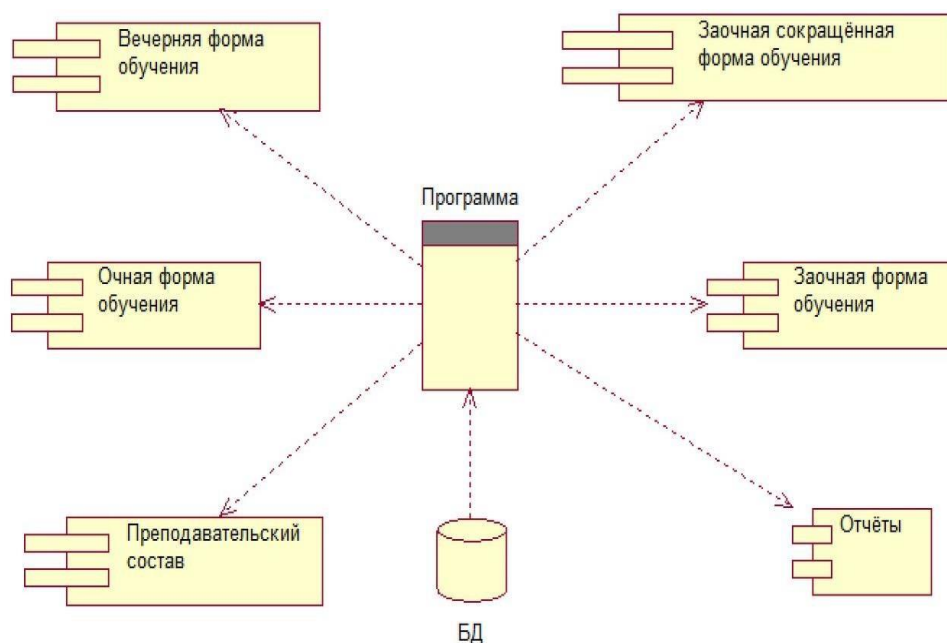 Вечерняя форма
обучения
Заочная сокращённая
форма обучения
Программа
Очная форма
обучения
Заочная форма
обучения
Преподавательский
состав
Отчёты
БД